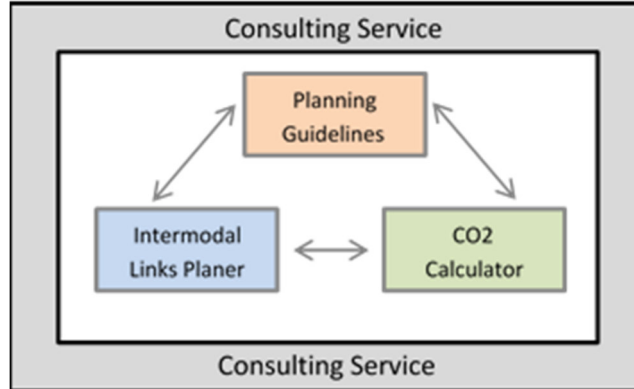 Consulting Service
Planning
Guidelines
Intermodal
Links Planer
CO2
Calculator
Consulting Service